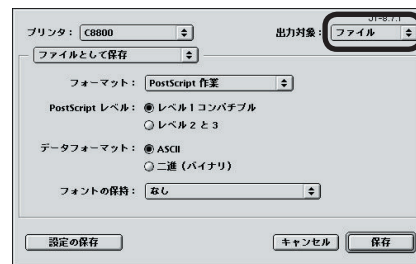 J1-8.7.1
プリンタ： C8800 出力対象： ファイル
ファイルとして保存
フォーマット： PostScript 作業
PostScript レベル： レベル 1 コンパチブル
レベル 2 と 3
データフォーマット： ASCII
二進（バイナリ）
フォントの保持： なし
設定の保存 キャンセル 保存